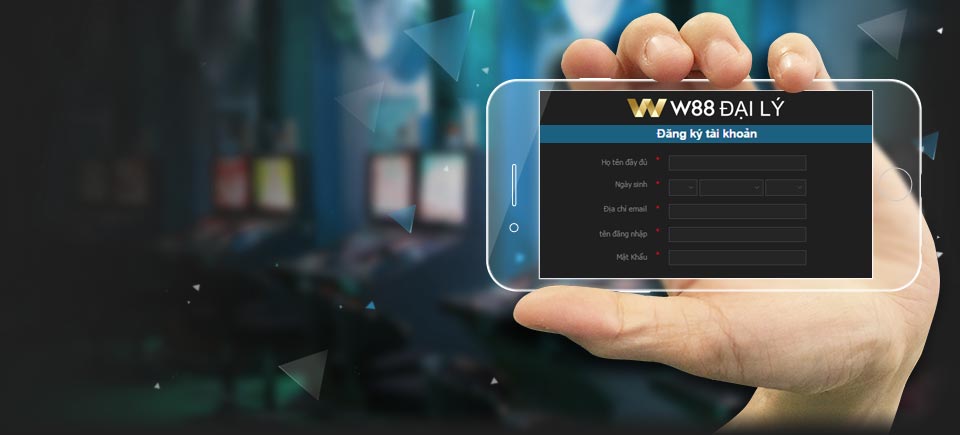 W88 ĐẠI LÝ
Đăng ký tài khoản
Họ tên đầy đủ *
Ngày sinh *
Địa chỉ email *
tên đăng nhập *
Mật Khẩu *